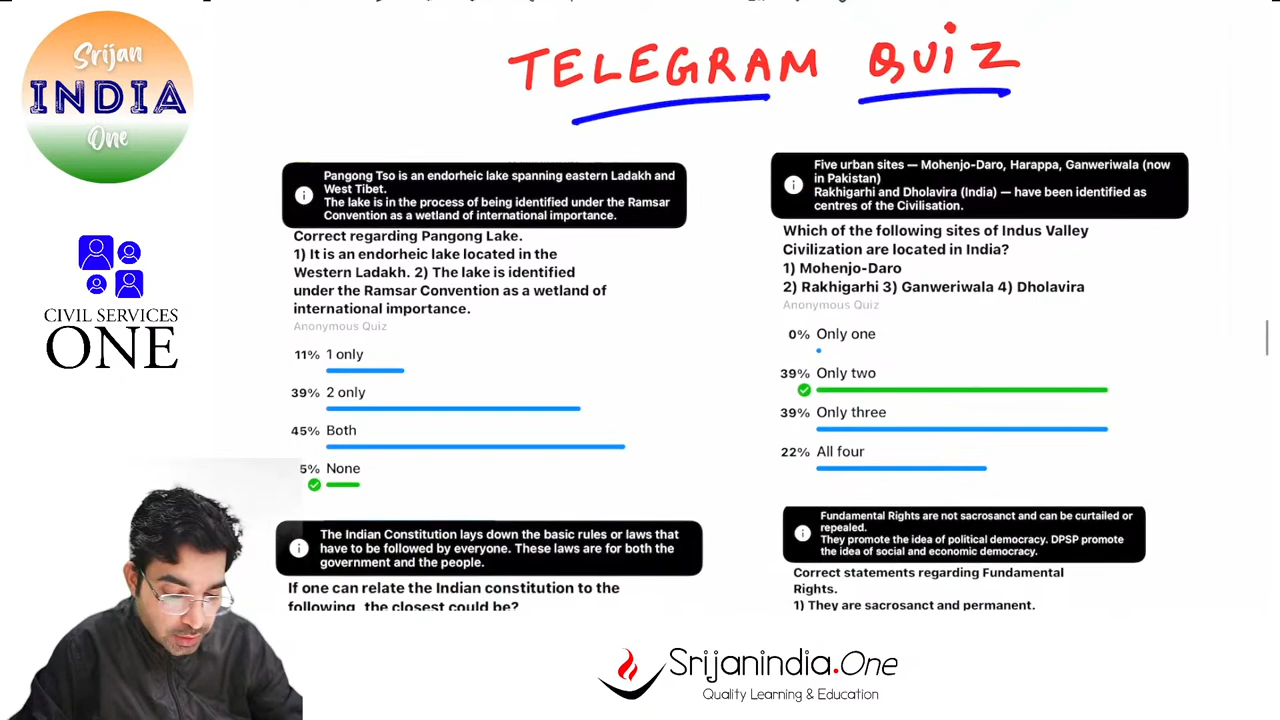 Srijan
INDIA
One
CIVIL SERVICES
ONE
TELEGRAM QUIZ
Pangong Tso is an endorheic lake spanning eastern Ladakh and
West Tibet.
The lake is in the process of being identified under the Ramsar
Convention as a wetland of international importance.
Correct regarding Pangong Lake.
1) It is an endorheic lake located in the
Western Ladakh. 2) The lake is identified
under the Ramsar Convention as a wetland of
international importance.
Anonymous Quiz
11% 1 only
39% 2 only
45% Both
5% None
The Indian Constitution lays down the basic rules or laws that
have to be followed by everyone. These laws are for both the
government and the people.
If one can relate the Indian constitution to the
following, the closest could be?
Five urban sites — Mohenjo-Daro, Harappa, Ganweriwala (now
in Pakistan)
Rakhigarhi and Dholavira (India) — have been identified as
centres of the Civilisation.
Which of the following sites of Indus Valley
Civilization are located in India?
1) Mohenjo-Daro
2) Rakhigarhi 3) Ganweriwala 4) Dholavira
Anonymous Quiz
0% Only one
39% Only two
39% Only three
22% All four
Fundamental Rights are not sacrosanct and can be curtailed or
repealed.
They promote the idea of political democracy. DPSP promote
the idea of social and economic democracy.
Correct statements regarding Fundamental
Rights.
1) They are sacrosanct and permanent.
Srijanindia.One
Quality Learning & Education